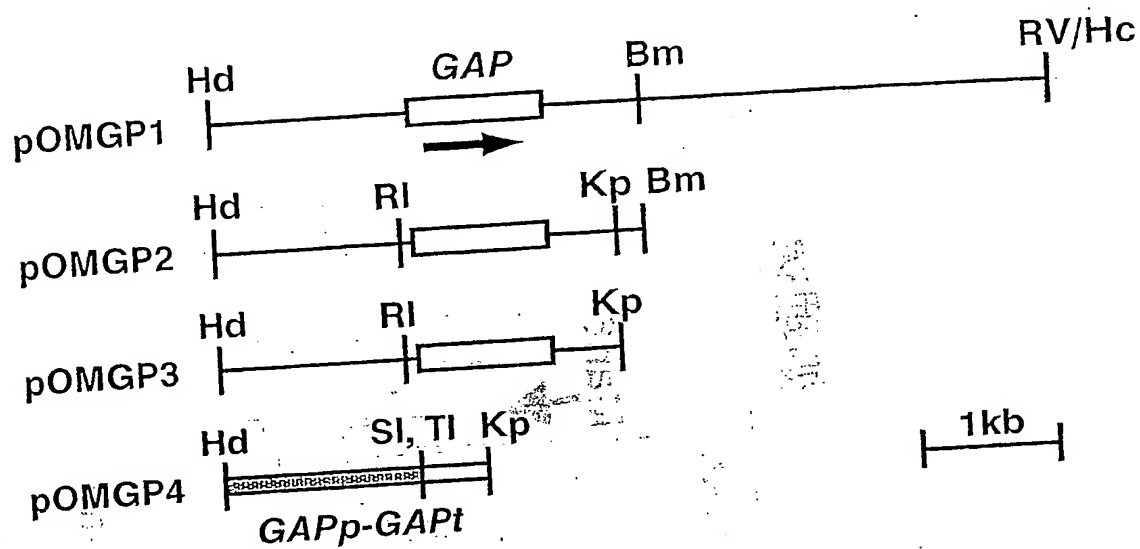 Hd GAP Bm RV/Hc
pOMGP1
Hd RI Kp Bm
pOMGP2
Hd RI Kp
pOMGP3
Hd SI, TI Kp 1kb
pOMGP4
GAPp-GAPt